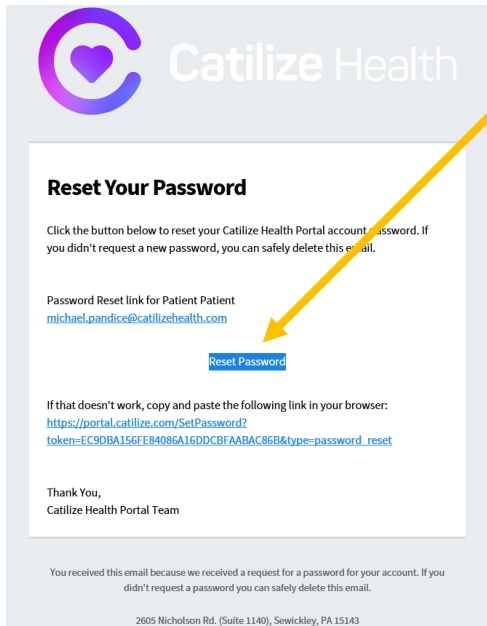 Catilize Health
Reset Your Password
Click the button below to reset your Catilize Health Portal account password. If
you didn't request a new password, you can safely delete this email.
Password Reset link for Patient Patient
michael.pandice@catilizehealth.com
Reset Password
If that doesn't work, copy and paste the following link in your browser:
https://portal.catilize.com/SetPassword?
token=EC9DBA156FE84086A16DDCBFAABAC86B&type=password_reset
Thank You,
Catilize Health Portal Team
You received this email because we received a request for a password for your account. If you
didn't request a password you can safely delete this email.
2605 Nicholson Rd. (Suite 1140), Sewickley, PA 15143